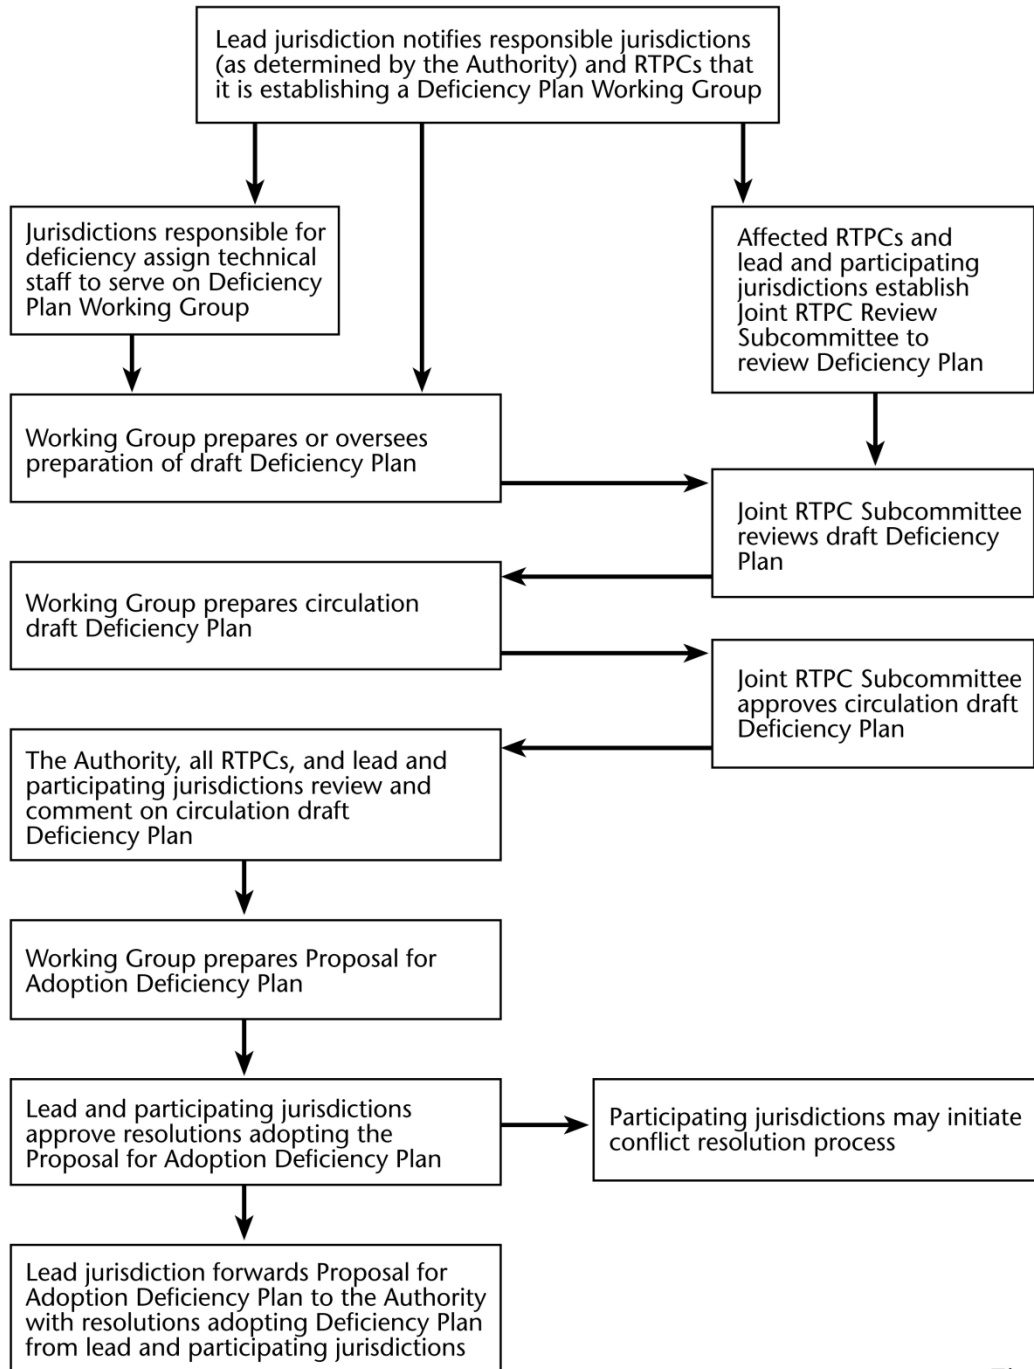 Lead jurisdiction notifies responsible jurisdictions
(as determined by the Authority) and RTPCs that
it is establishing a Deficiency Plan Working Group
Jurisdictions responsible for
deficiency assign technical
staff to serve on Deficiency
Plan Working Group
Affected RTPCs and
lead and participating
jurisdictions establish
Joint RTPC Review
Subcommittee to
review Deficiency Plan
Working Group prepares or oversees
preparation of draft Deficiency Plan
Joint RTPC Subcommittee
reviews draft Deficiency
Plan
Working Group prepares circulation
draft Deficiency Plan
Joint RTPC Subcommittee
approves circulation draft
Deficiency Plan
The Authority, all RTPCs, and lead and
participating jurisdictions review and
comment on circulation draft
Deficiency Plan
Working Group prepares Proposal for
Adoption Deficiency Plan
Lead and participating jurisdictions
approve resolutions adopting the
Proposal for Adoption Deficiency Plan
Participating jurisdictions may initiate
conflict resolution process
Lead jurisdiction forwards Proposal for
Adoption Deficiency Plan to the Authority
with resolutions adopting Deficiency Plan
from lead and participating jurisdictions